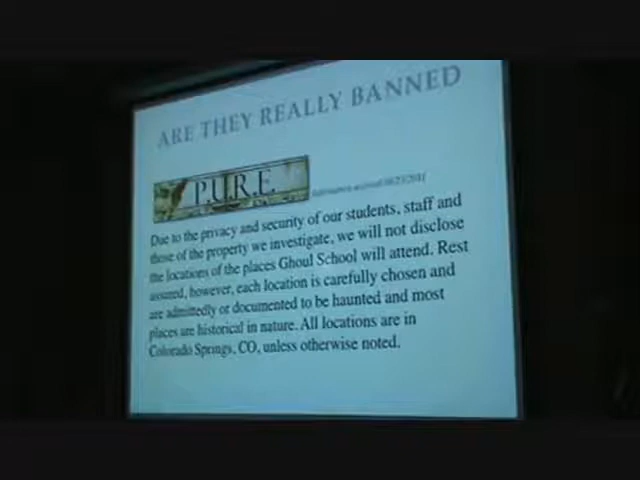 ARE THEY REALLY BANNED
P.U.R.E.
Due to the privacy and security of our students, staff and
those of the property we investigate, we will not disclose
the locations of the places Ghoul School will attend. Rest
assured, however, each location is carefully chosen and
are admittedly or documented to be haunted and most
places are historical in nature. All locations are in
Colorado Springs, CO, unless otherwise noted.